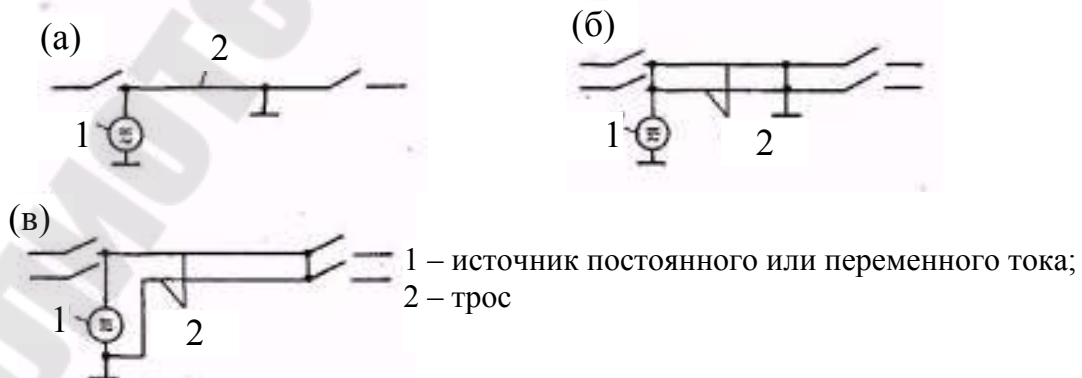 (а)
2
1
(б)
1
2
(в)
1
2
1 – источник постоянного или переменного тока;
2 – трос